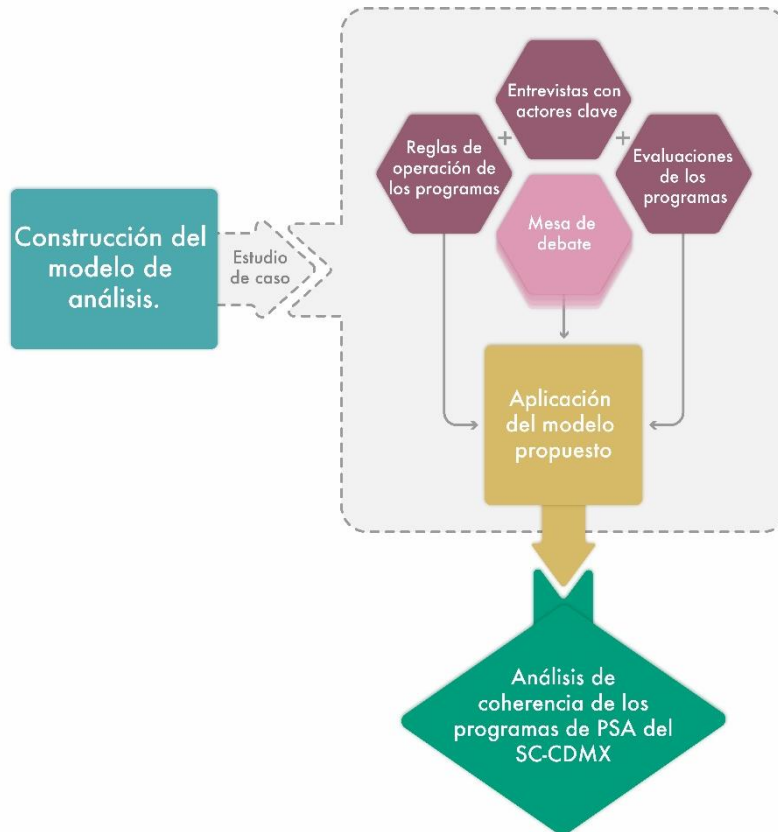 Construcción del
modelo de
análisis.
Estudio
de caso
Entrevistas con
actores clave
+
+
Reglas de
operación de
los programas
Evaluaciones
de los
programas
Mesa de
debate
Aplicación
del modelo
propuesto
Análisis de
coherencia de los
programas de PSA del
SC-CDMX